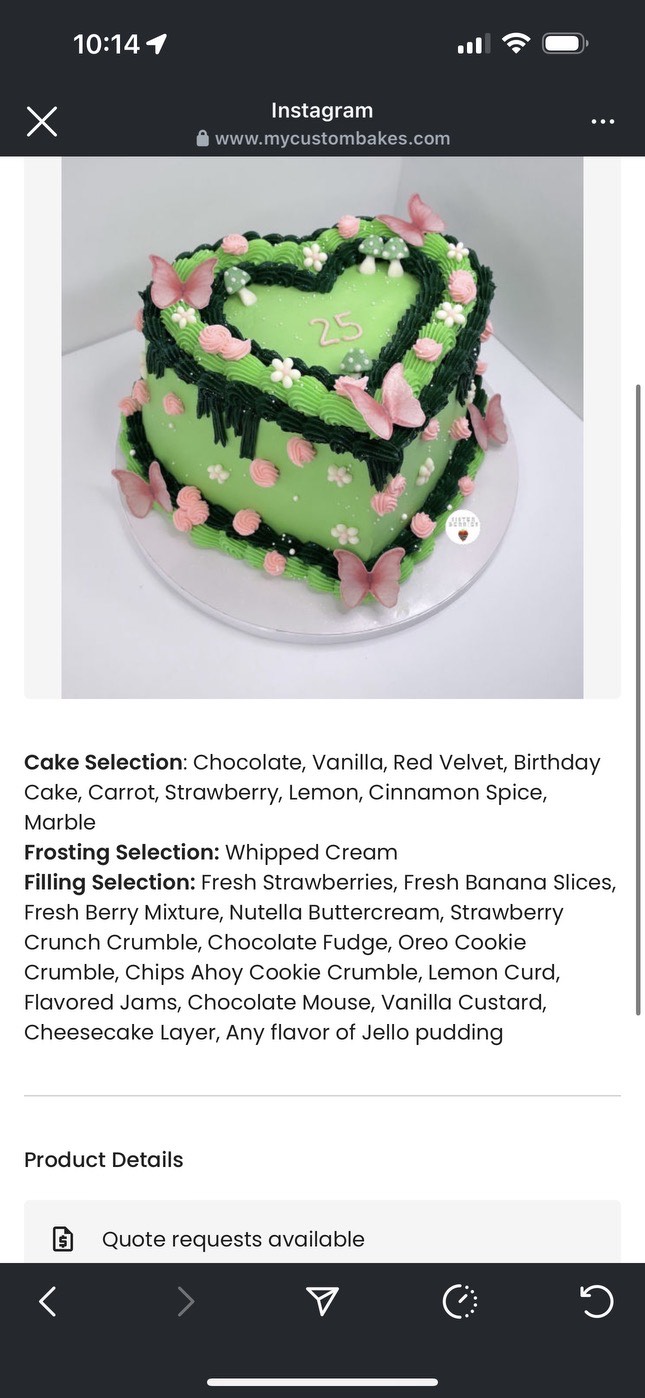 10:14
Instagram
www.mycustombakes.com
25
Cake Selection: Chocolate, Vanilla, Red Velvet, Birthday
Cake, Carrot, Strawberry, Lemon, Cinnamon Spice,
Marble
Frosting Selection: Whipped Cream
Filling Selection: Fresh Strawberries, Fresh Banana Slices,
Fresh Berry Mixture, Nutella Buttercream, Strawberry
Crunch Crumble, Chocolate Fudge, Oreo Cookie
Crumble, Chips Ahoy Cookie Crumble, Lemon Curd,
Flavored Jams, Chocolate Mouse, Vanilla Custard,
Cheesecake Layer, Any flavor of Jello pudding
Product Details
Quote requests available